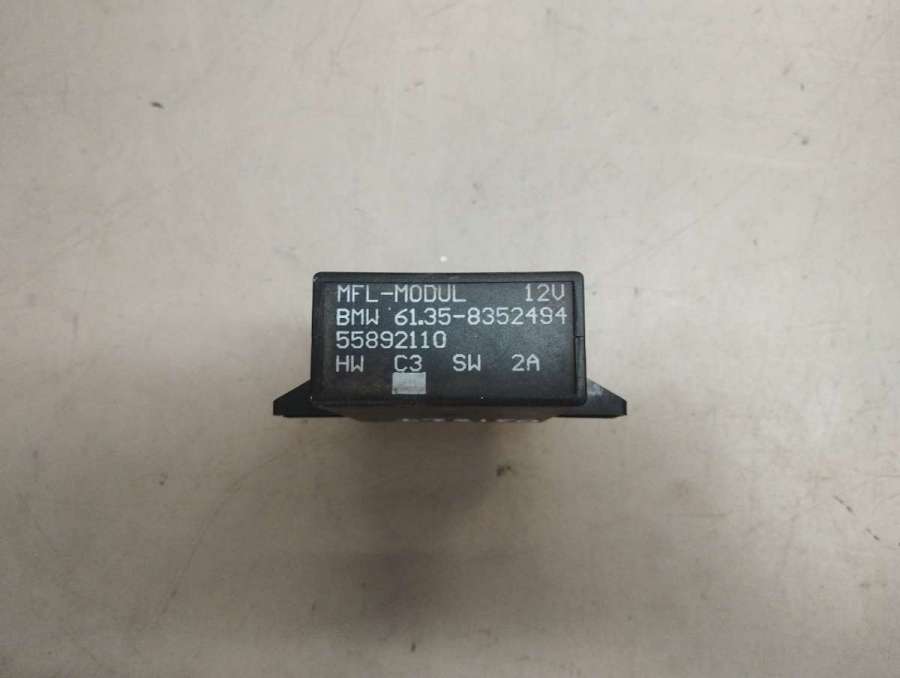 MFL-MODUL 12V
BMW 61.35-8352494
55892110
HW C3 SW 2A